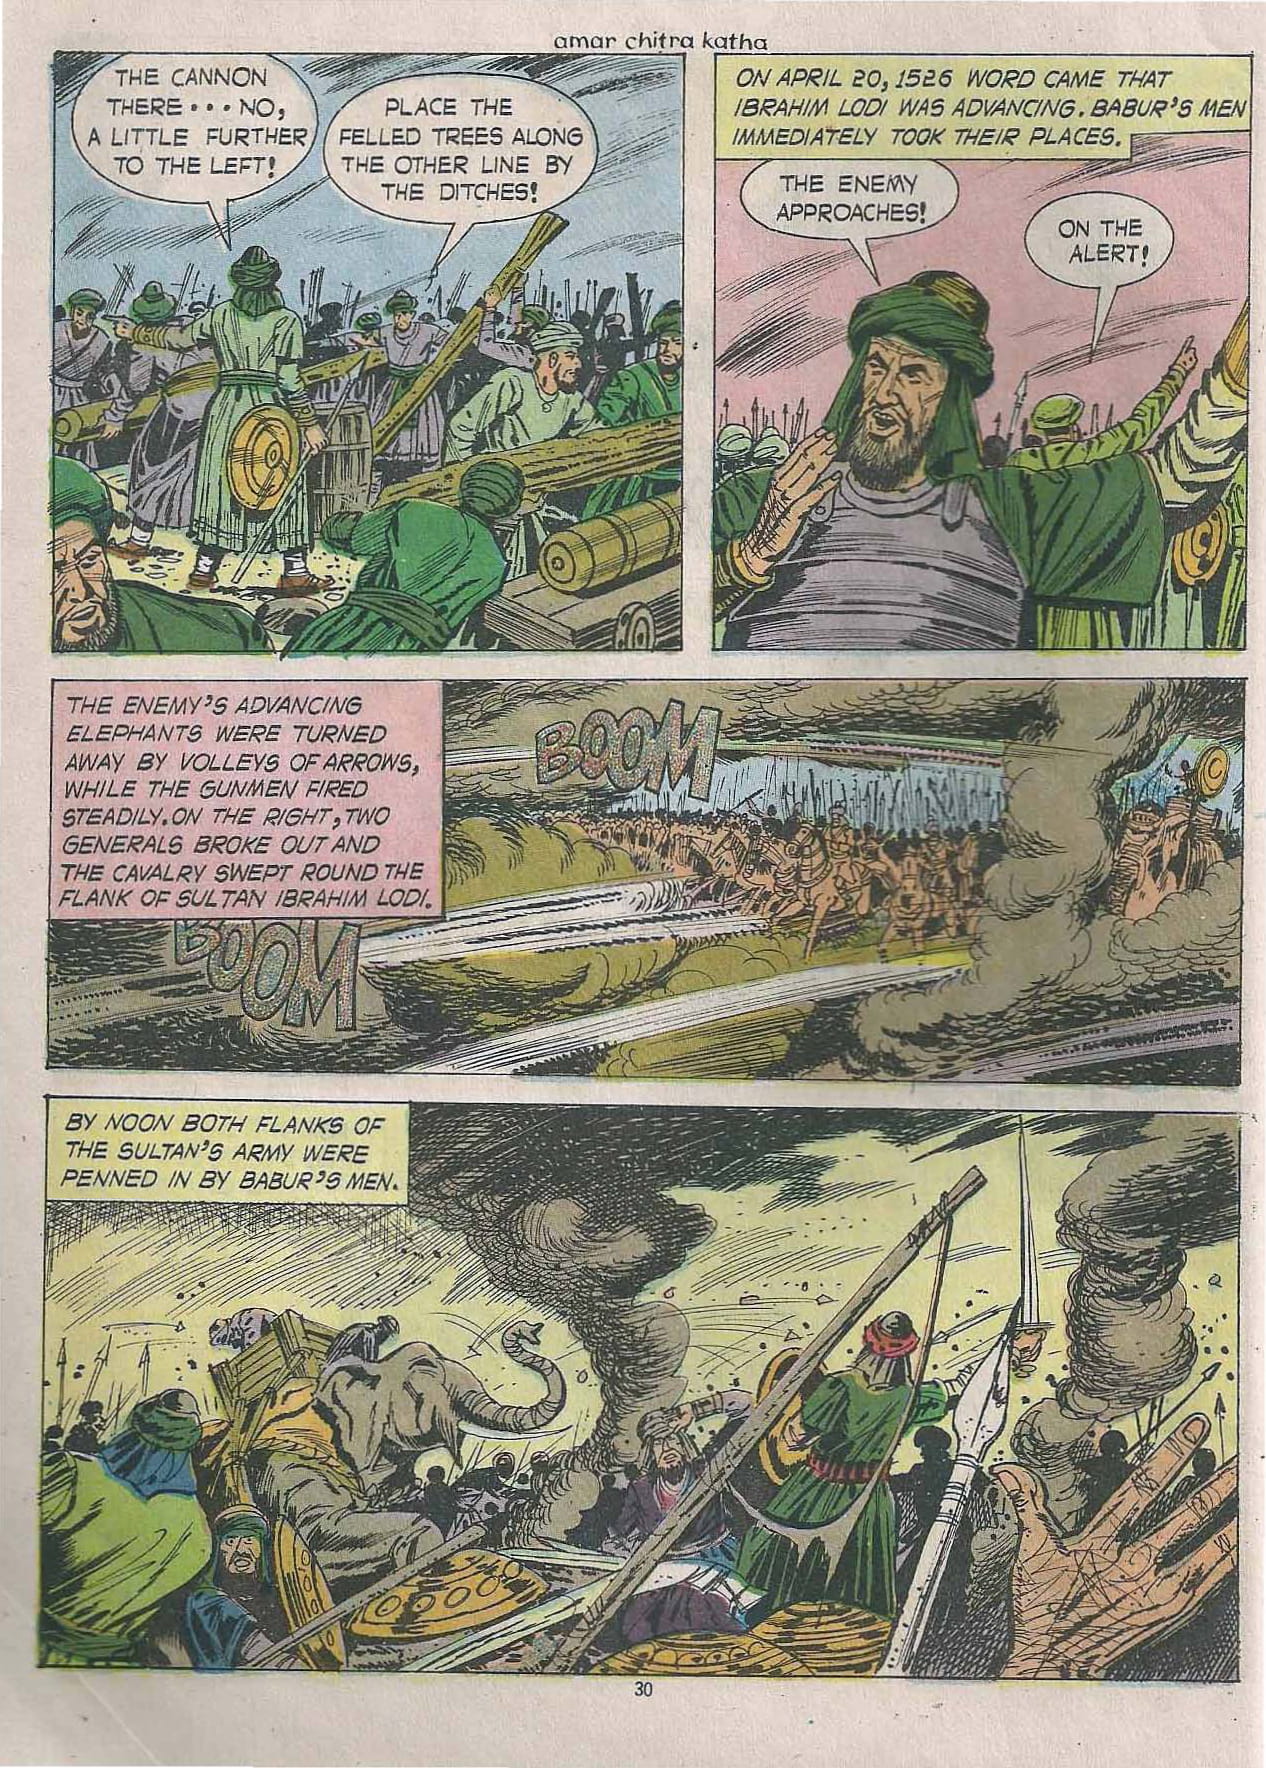 amar chitra katha
THE CANNON
THERE... NO,
A LITTLE FURTHER
TO THE LEFT!
PLACE THE
FELLED TREES ALONG
THE OTHER LINE BY
THE DITCHES!
ON APRIL 20, 1526 WORD CAME THAT
IBRAHIM LODI WAS ADVANCING. BABUR'S MEN
IMMEDIATELY TOOK THEIR PLACES.
THE ENEMY
APPROACHES!
ON THE
ALERT!
THE ENEMY'S ADVANCING
ELEPHANTS WERE TURNED
AWAY BY VOLLEYS OF ARROWS,
WHILE THE GUNMEN FIRED
STEADILY. ON THE RIGHT, TWO
GENERALS BROKE OUT AND
THE CAVALRY SWEPT ROUND THE
FLANK OF SULTAN IBRAHIM LODI.
BOOM
BOOM
BY NOON BOTH FLANKS OF
THE SULTAN'S ARMY WERE
PENNED IN BY BABUR'S MEN.
30